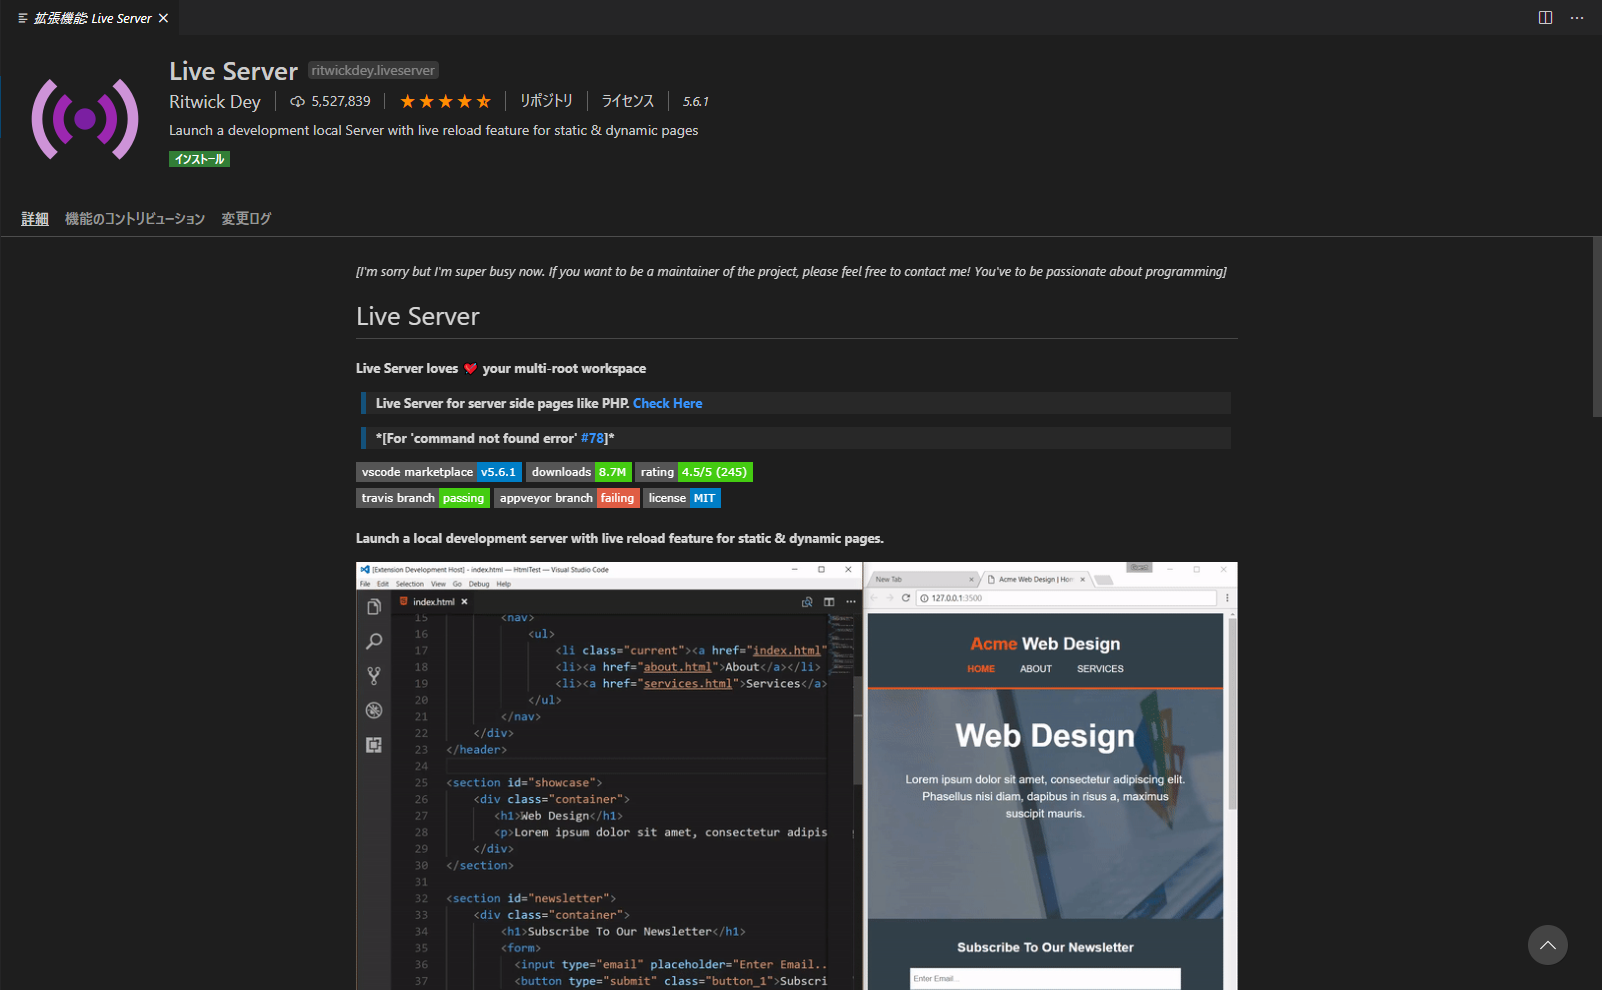 拡張機能: Live Server
Live Server ritwickdey.liveserver
Ritwick Dey 5,527,839 リポジトリ ライセンス 5.6.1
Launch a development local Server with live reload feature for static & dynamic pages
インストール
詳細 機能のコントリビューション 変更ログ
[I'm sorry but I'm super busy now. If you want to be a maintainer of the project, please feel free to contact me! You've to be passionate about programming]
Live Server
Live Server loves your multi-root workspace
Live Server for server side pages like PHP. Check Here
*[For 'command not found error' #78]*
vscode marketplace v5.6.1 downloads 8.7M rating 4.5/5 (245)
travis branch passing appveyor branch failing license MIT
Launch a local development server with live reload feature for static & dynamic pages.
[Extension Development Host] - index.html — HtmlTest — Visual Studio Code
File Edit Selection View Go Debug Help
index.html
15 <nav>
16 <ul>
17 <li class="current"><a href="index.html"
18 <li><a href="about.html">About</a></li>
19 <li><a href="services.html">Services</a>
20 </ul>
21 </nav>
22 </div>
23 </header>
24
25 <section id="showcase">
26 <div class="container">
27 <h1>Web Design</h1>
28 <p>Lorem ipsum dolor sit amet, consectetur adipis
29 </div>
30 </section>
31
32 <section id="newsletter">
33 <div class="container">
34 <h1>Subscribe To Our Newsletter</h1>
35 <form>
36 <input type="email" placeholder="Enter Email..
37 <button type="submit" class="button_1">Subscri
New Tab Acme Web Design | Hom
127.0.0.1:3500
Acme Web Design
HOME ABOUT SERVICES
Web Design
Lorem ipsum dolor sit amet, consectetur adipiscing elit.
Phasellus nisi diam, dapibus in risus a, maximus
suscipit mauris.
Subscribe To Our Newsletter
Enter Email...